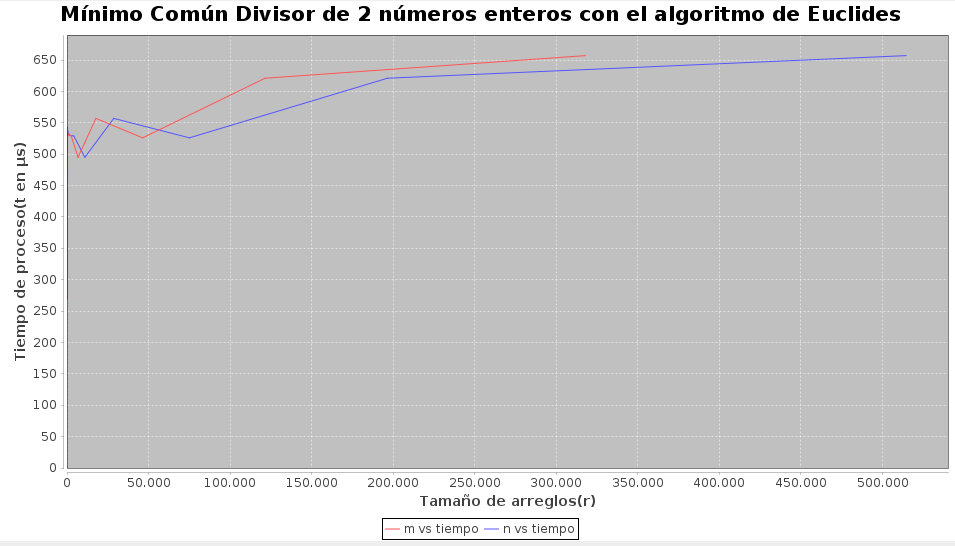 Mínimo Común Divisor de 2 números enteros con el algoritmo de Euclides
Tiempo de proceso(t en µs)
650
600
550
500
450
400
350
300
250
200
150
100
50
0
0 50.000 100.000 150.000 200.000 250.000 300.000 350.000 400.000 450.000 500.000
Tamaño de arreglos(r)
m vs tiempo n vs tiempo